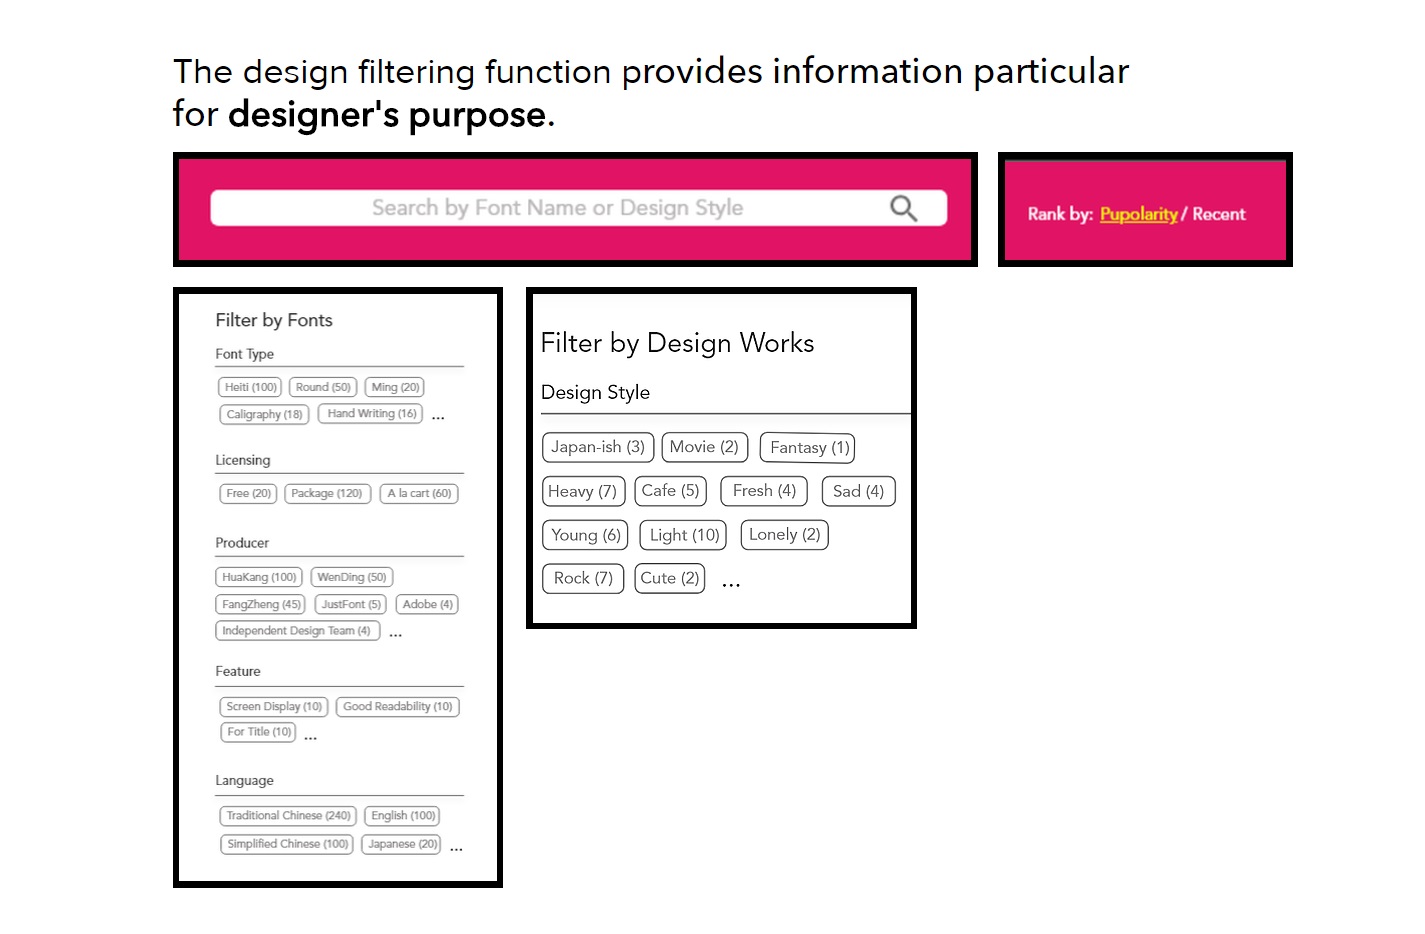 The design filtering function provides information particular
for designer's purpose.
Search by Font Name or Design Style
Rank by: Pupolarity / Recent
Filter by Fonts
Font Type
Heiti (100) Round (50) Ming (20)
Caligraphy (18) Hand Writing (16) ...
Licensing
Free (20) Package (120) A la cart (60)
Producer
HuaKang (100) WenDing (50)
FangZheng (45) JustFont (5) Adobe (4)
Independent Design Team (4) ...
Feature
Screen Display (10) Good Readability (10)
For Title (10) ...
Language
Traditional Chinese (240) English (100)
Simplified Chinese (100) Japanese (20) ...
Filter by Design Works
Design Style
Japan-ish (3) Movie (2) Fantasy (1)
Heavy (7) Cafe (5) Fresh (4) Sad (4)
Young (6) Light (10) Lonely (2)
Rock (7) Cute (2) ...